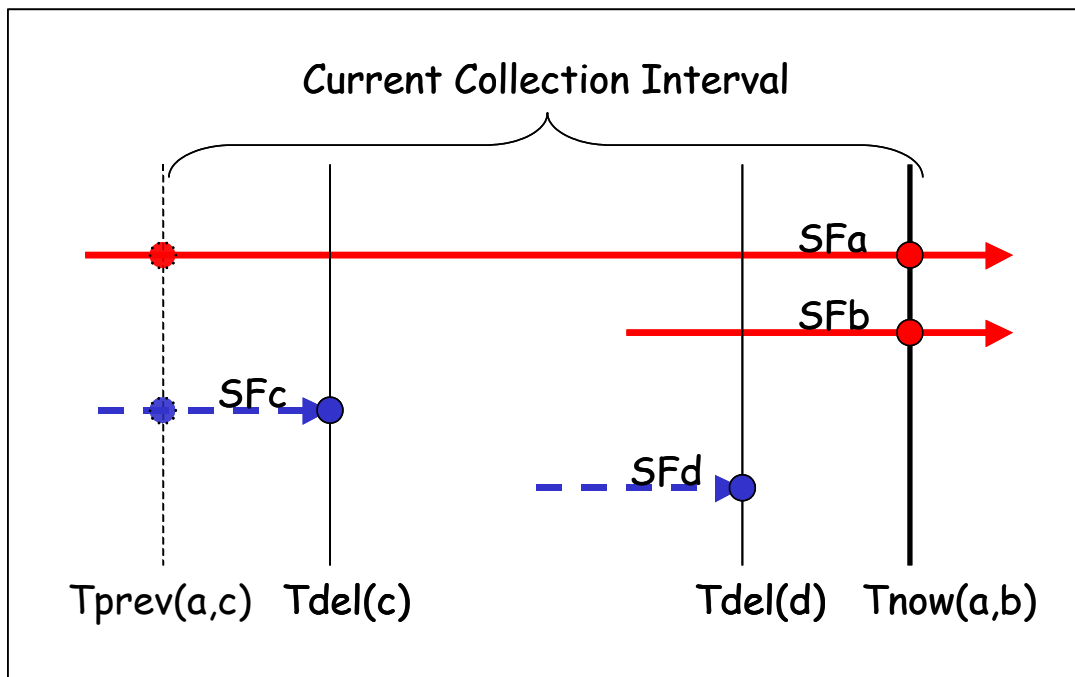 Current Collection Interval
SFa
SFb
SFc
SFd
Tprev(a,c) Tdel(c) Tdel(d) Tnow(a,b)